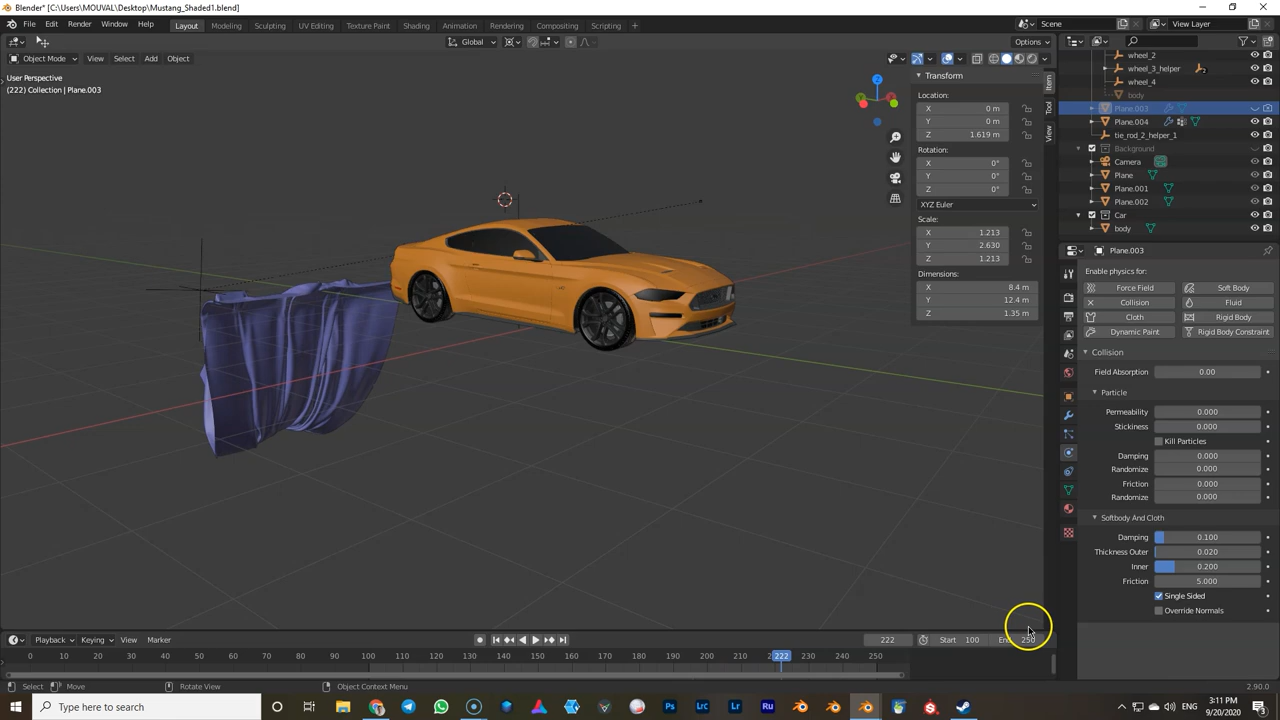 Blender* [C:\Users\MOUVAL\Desktop\Mustang_Shaded1.blend]
File Edit Render Window Help Layout Modeling Sculpting UV Editing Texture Paint Shading Animation Rendering Compositing Scripting + Scene View Layer
Global Options
Object Mode View Select Add Object
User Perspective
(222) Collection | Plane.003
Z
Transform
Location:
X 0 m
Y 0 m
Z 1.619 m
Rotation:
X 0°
Y 0°
Z 0°
XYZ Euler
Scale:
X 1.213
Y 2.630
Z 1.213
Dimensions:
X 8.4 m
Y 12.4 m
Z 1.35 m
Item
Tool
View
wheel_2
wheel_3_helper
wheel_4
body
Plane.003
Plane.004
tie_rod_2_helper_1
Background
Camera
Plane
Plane.001
Plane.002
Car
body
Plane.003
Enable physics for:
Force Field Soft Body
Collision Fluid
Cloth Rigid Body
Dynamic Paint Rigid Body Constraint
Collision
Field Absorption 0.00
Particle
Permeability 0.000
Stickiness 0.000
Kill Particles
Damping 0.000
Randomize 0.000
Friction 0.000
Randomize 0.000
Softbody And Cloth
Damping 0.100
Thickness Outer 0.020
Inner 0.200
Friction 5.000
Single Sided
Override Normals
Playback Keying View Marker 222 Start 100 End 250
0 10 20 30 40 50 60 70 80 90 100 110 120 130 140 150 160 170 180 190 200 210 222 230 240 250
Select Move Rotate View Object Context Menu 2.90.0
Type here to search Ps Lrc Lr Ru ENG 3:11 PM
9/20/2020